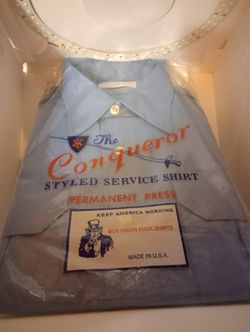 The
Conqueror
STYLED SERVICE SHIRT
PERMANENT PRESS
KEEP AMERICA WORKING
BUY UNION MADE SHIRTS
MADE IN U.S.A.